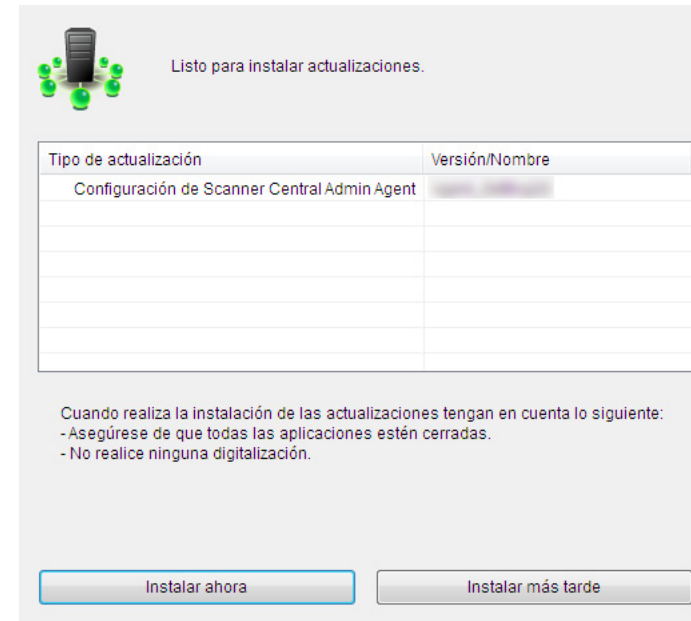 Listo para instalar actualizaciones.
Tipo de actualización Versión/Nombre
Configuración de Scanner Central Admin Agent
Cuando realiza la instalación de las actualizaciones tengan en cuenta lo siguiente:
- Asegúrese de que todas las aplicaciones estén cerradas.
- No realice ninguna digitalización.
Instalar ahora Instalar más tarde